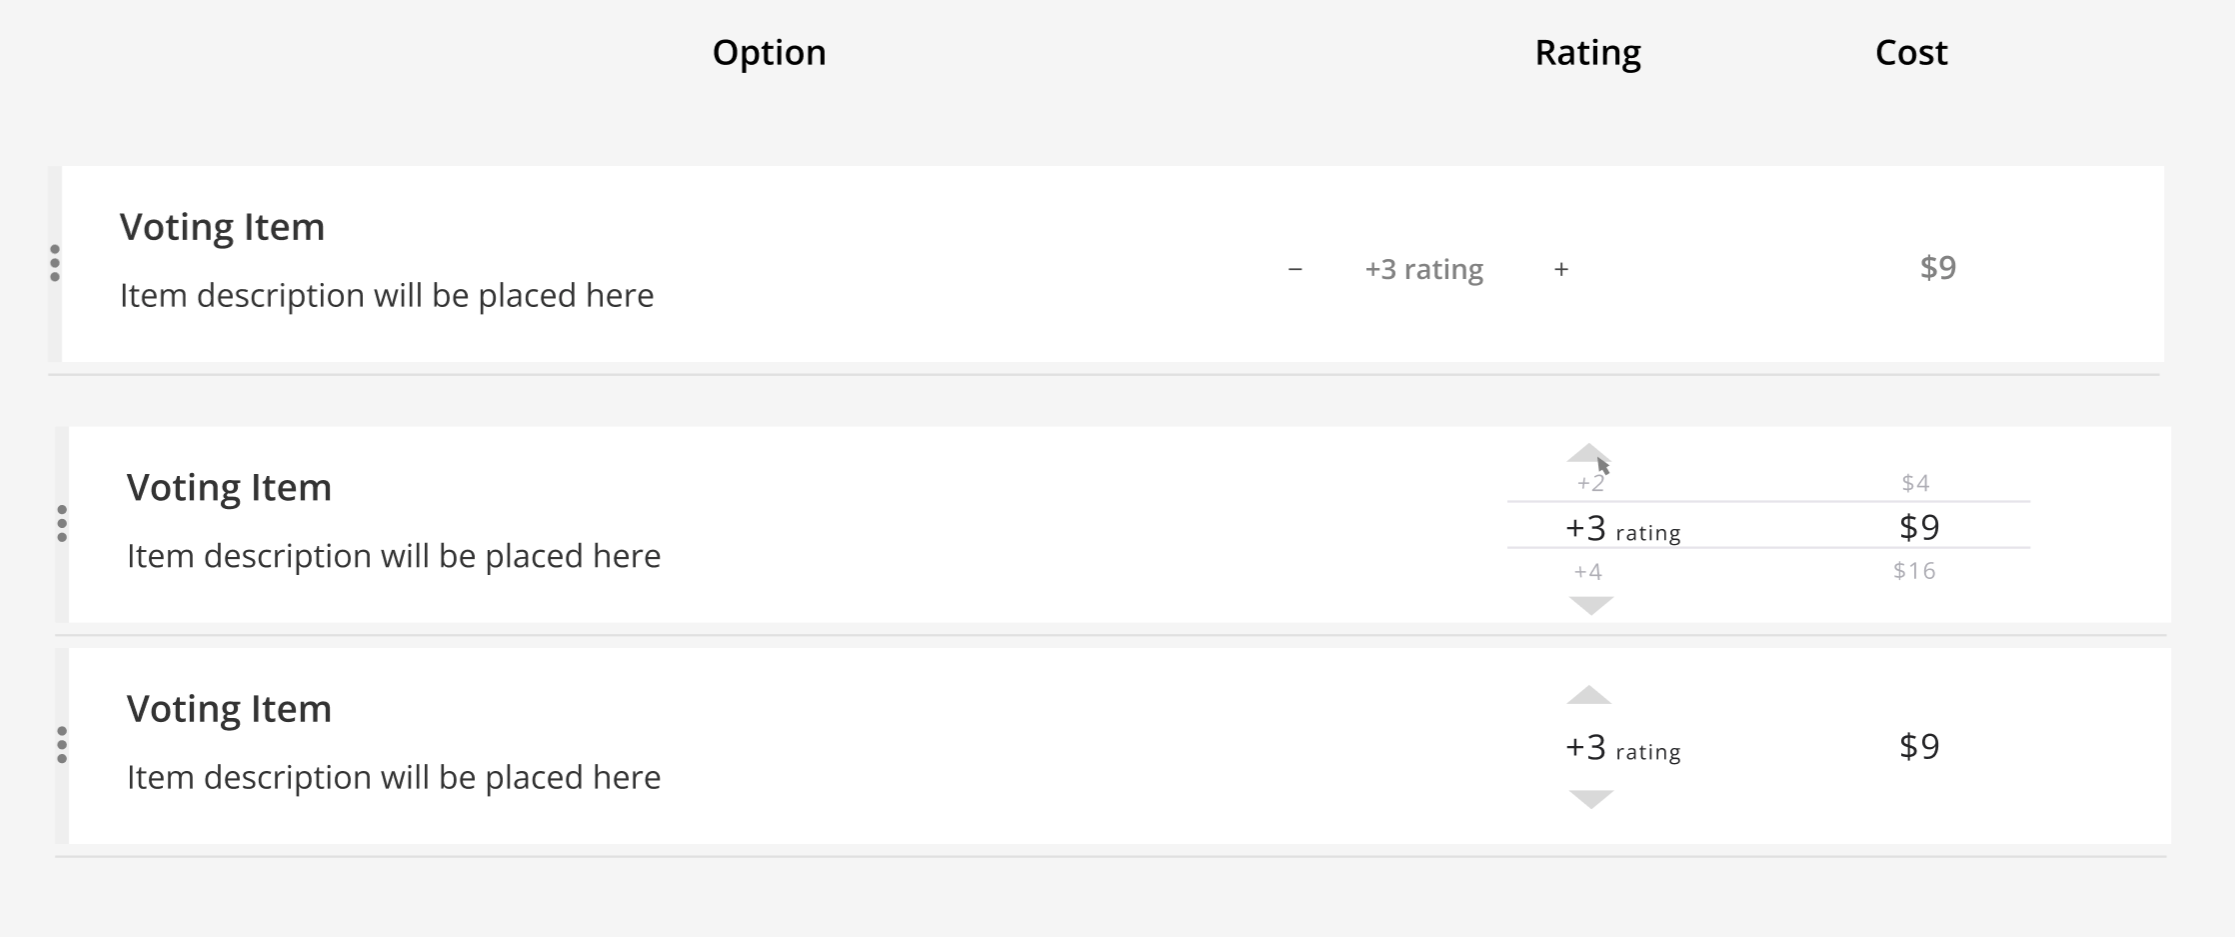 Option Rating Cost
Voting Item
Item description will be placed here
− +3 rating + $9
Voting Item
Item description will be placed here
+2 $4
+3 rating $9
+4 $16
Voting Item
Item description will be placed here
+3 rating $9